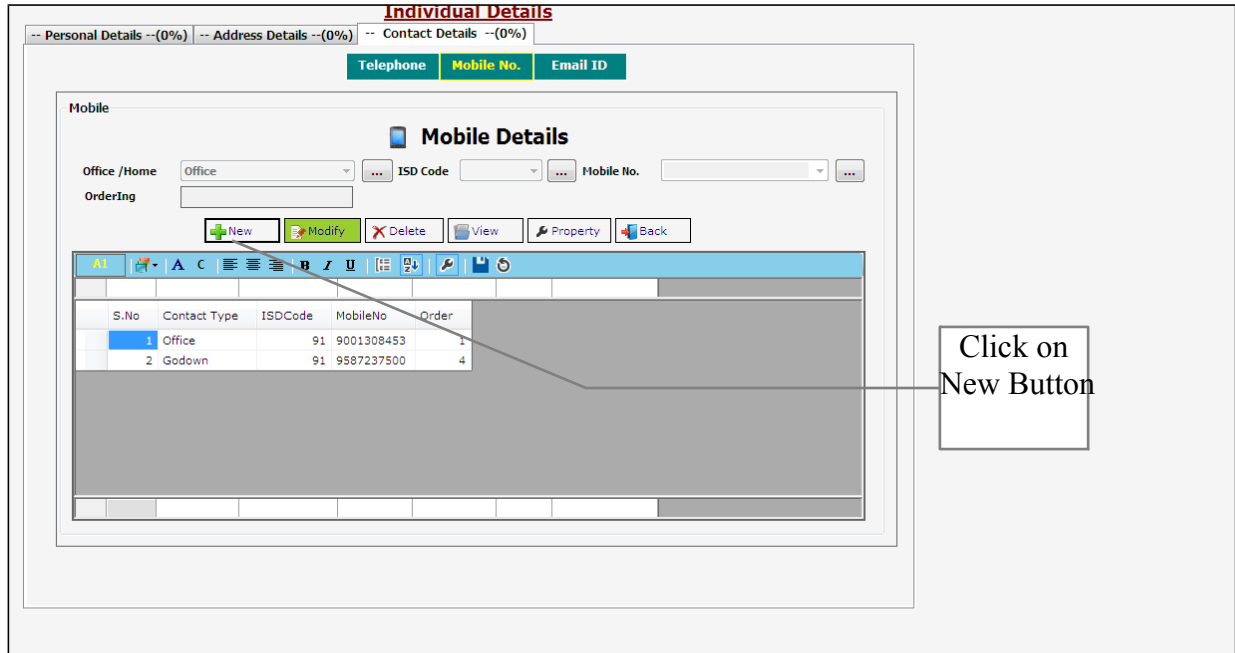 Individual Details
-- Personal Details --(0%) -- Address Details --(0%) -- Contact Details --(0%)
Telephone Mobile No. Email ID
Mobile
Mobile Details
Office /Home Office ... ISD Code ... Mobile No. ...
OrderIng
New Modify Delete View Property Back
A1 A C B I U
S.No Contact Type ISDCode MobileNo Order
1 Office 91 9001308453 1
2 Godown 91 9587237500 4
Click on
New Button